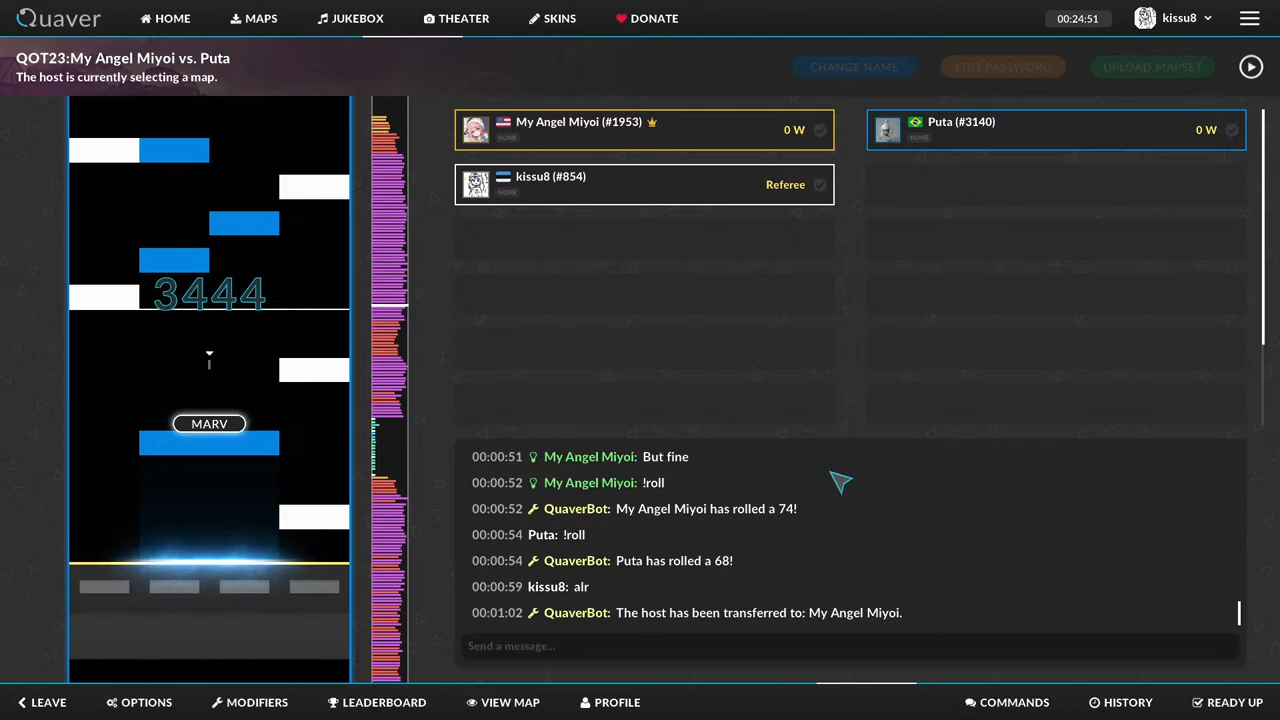 Quaver HOME MAPS JUKEBOX THEATER SKINS DONATE 00:24:51 kissu8
QOT23:My Angel Miyoi vs. Puta
The host is currently selecting a map.
CHANGE NAME EDIT PASSWORD UPLOAD MAPSET
My Angel Miyoi (#1953)
NONE
0 W
Puta (#3140)
NONE
0 W
kissu8 (#854)
NONE
Referee
3444
MARV
00:00:51 My Angel Miyoi: But fine
00:00:52 My Angel Miyoi: !roll
00:00:52 QuaverBot: My Angel Miyoi has rolled a 74!
00:00:54 Puta: !roll
00:00:54 QuaverBot: Puta has rolled a 68!
00:00:59 kissu8: alr
00:01:02 QuaverBot: The host has been transferred to: My Angel Miyoi.
Send a message...
LEAVE OPTIONS MODIFIERS LEADERBOARD VIEW MAP PROFILE COMMANDS HISTORY READY UP